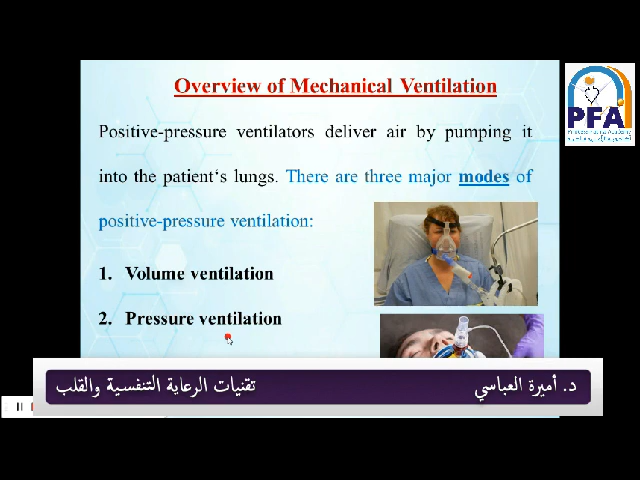 Overview of Mechanical Ventilation
PFA
Positive-pressure ventilators deliver air by pumping it
into the patient‘s lungs. There are three major modes of
positive-pressure ventilation:
1. Volume ventilation
2. Pressure ventilation
د. أميرة العباسي
تقنيات الرعاية التنفسية والقلب